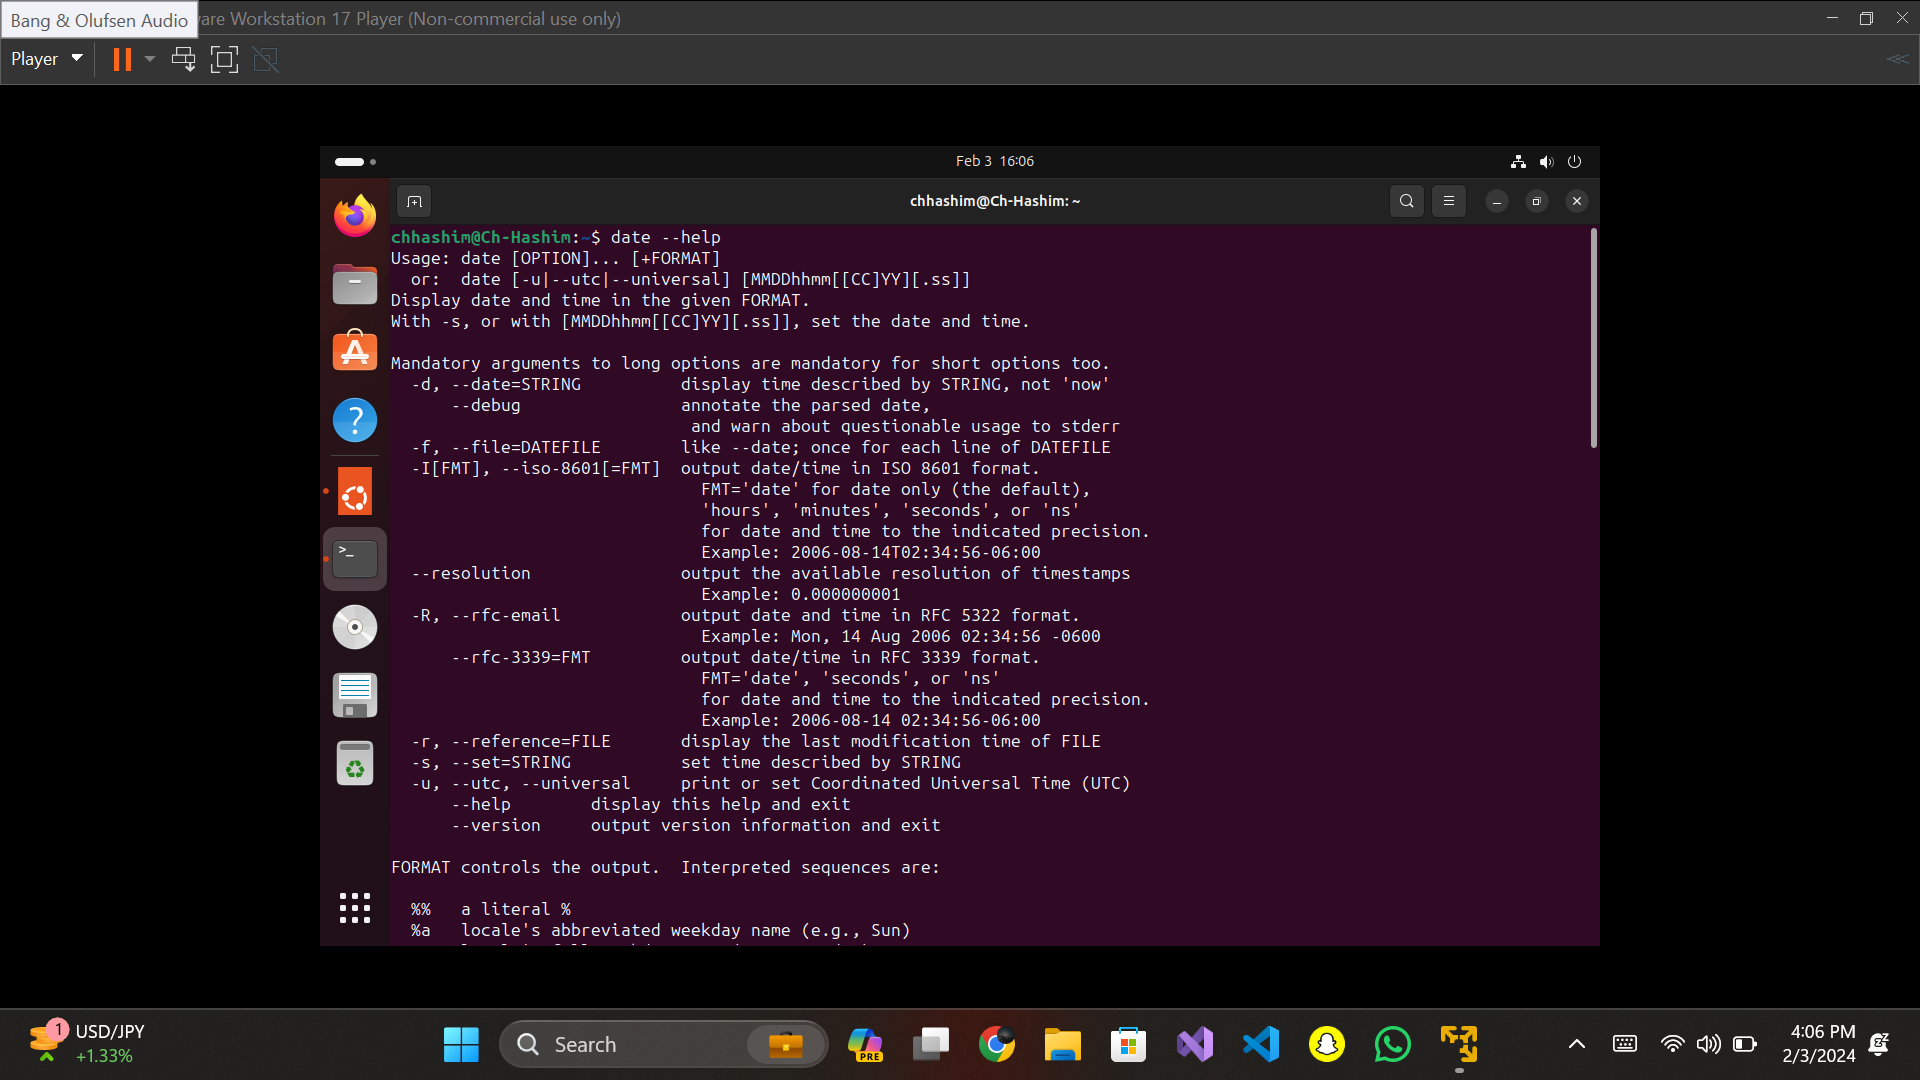 Bang & Olufsen Audio
are Workstation 17 Player (Non-commercial use only)
Player
Feb 3 16:06
chhashim@Ch-Hashim: ~
chhashim@Ch-Hashim:~$ date --help
Usage: date [OPTION]... [+FORMAT]
  or:  date [-u|--utc|--universal] [MMDDhhmm[[CC]YY][.ss]]
Display date and time in the given FORMAT.
With -s, or with [MMDDhhmm[[CC]YY][.ss]], set the date and time.
Mandatory arguments to long options are mandatory for short options too.
  -d, --date=STRING          display time described by STRING, not 'now'
      --debug                annotate the parsed date,
                              and warn about questionable usage to stderr
  -f, --file=DATEFILE        like --date; once for each line of DATEFILE
  -I[FMT], --iso-8601[=FMT]  output date/time in ISO 8601 format.
                               FMT='date' for date only (the default),
                               'hours', 'minutes', 'seconds', or 'ns'
                               for date and time to the indicated precision.
                               Example: 2006-08-14T02:34:56-06:00
  --resolution               output the available resolution of timestamps
                               Example: 0.000000001
  -R, --rfc-email            output date and time in RFC 5322 format.
                               Example: Mon, 14 Aug 2006 02:34:56 -0600
      --rfc-3339=FMT         output date/time in RFC 3339 format.
                               FMT='date', 'seconds', or 'ns'
                               for date and time to the indicated precision.
                               Example: 2006-08-14 02:34:56-06:00
  -r, --reference=FILE       display the last modification time of FILE
  -s, --set=STRING           set time described by STRING
  -u, --utc, --universal     print or set Coordinated Universal Time (UTC)
      --help        display this help and exit
      --version     output version information and exit
FORMAT controls the output.  Interpreted sequences are:
  %%   a literal %
  %a   locale's abbreviated weekday name (e.g., Sun)
1
USD/JPY
+1.33%
Search
PRE
4:06 PM
2/3/2024